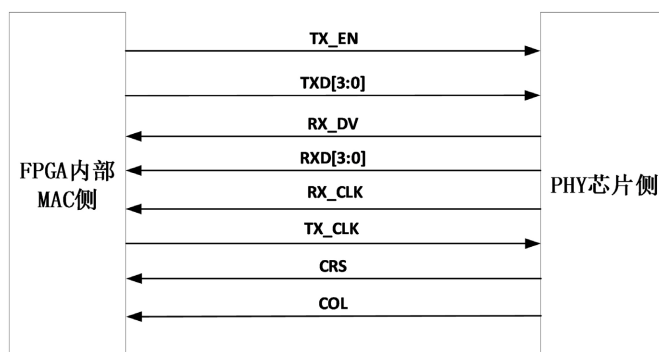 TX_EN
TXD[3:0]
RX_DV
RXD[3:0]
RX_CLK
TX_CLK
CRS
COL
FPGA内部
MAC侧
PHY芯片侧